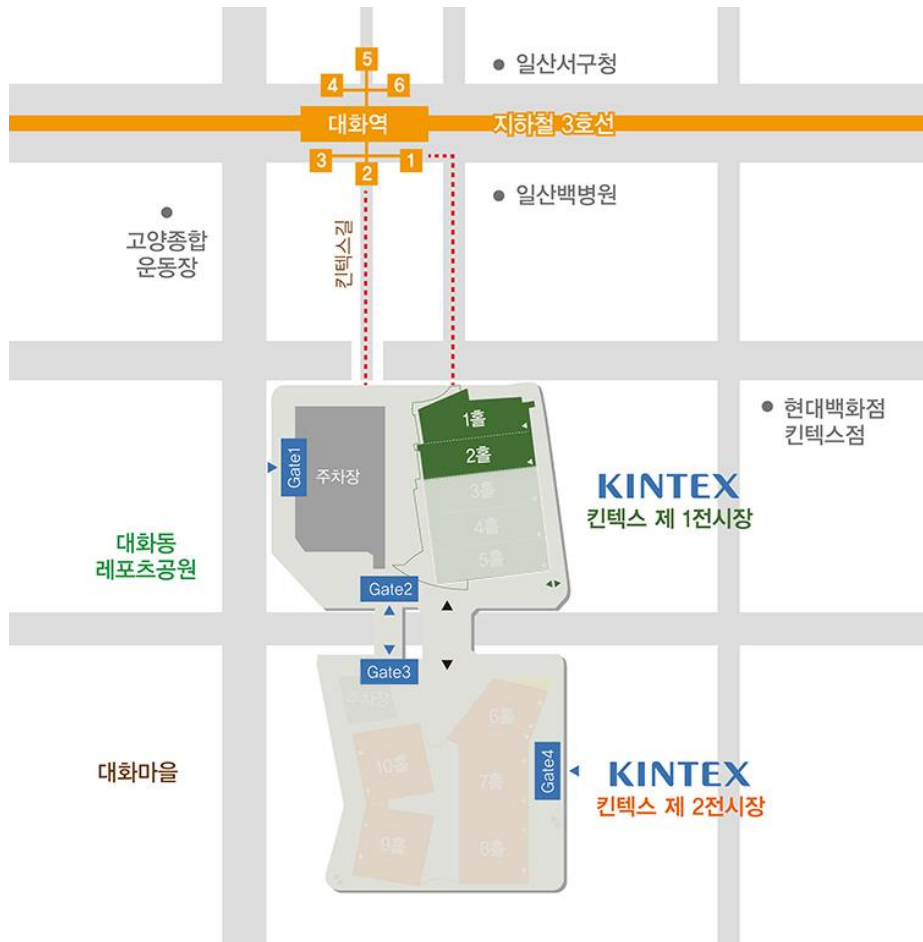 5
4
6
일산서구청
대화역
지하철 3호선
3
1
2
일산백병원
고양종합
운동장
킨텍스길
현대백화점
킨텍스점
1홀
2홀
3홀
4홀
5홀
Gate1
주차장
KINTEX
킨텍스 제 1전시장
대화동
레포츠공원
Gate2
Gate3
주차장
6홀
10홀
7홀
Gate4
9홀
8홀
대화마을
KINTEX
킨텍스 제 2전시장